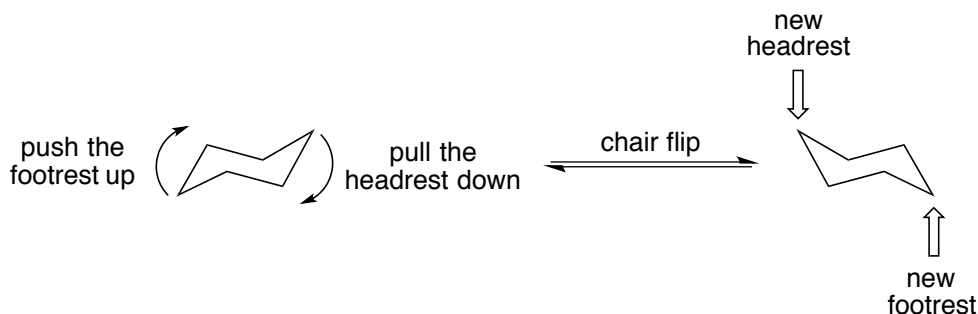 push the
footrest up
pull the
headrest down
chair flip
new
headrest
new
footrest